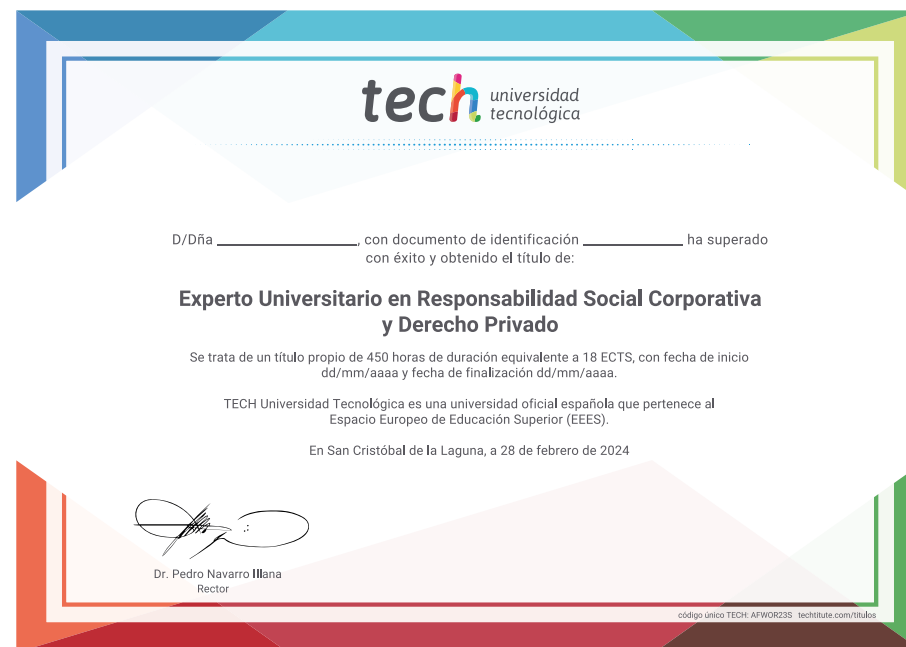 tech universidad
tecnológica
D/Dña ________________, con documento de identificación ____________ ha superado
con éxito y obtenido el título de:
Experto Universitario en Responsabilidad Social Corporativa
y Derecho Privado
Se trata de un título propio de 450 horas de duración equivalente a 18 ECTS, con fecha de inicio
dd/mm/aaaa y fecha de finalización dd/mm/aaaa.
TECH Universidad Tecnológica es una universidad oficial española que pertenece al
Espacio Europeo de Educación Superior (EEES).
En San Cristóbal de la Laguna, a 28 de febrero de 2024
Dr. Pedro Navarro Illana
Rector
código único TECH: AFWOR23S techtitute.com/titulos